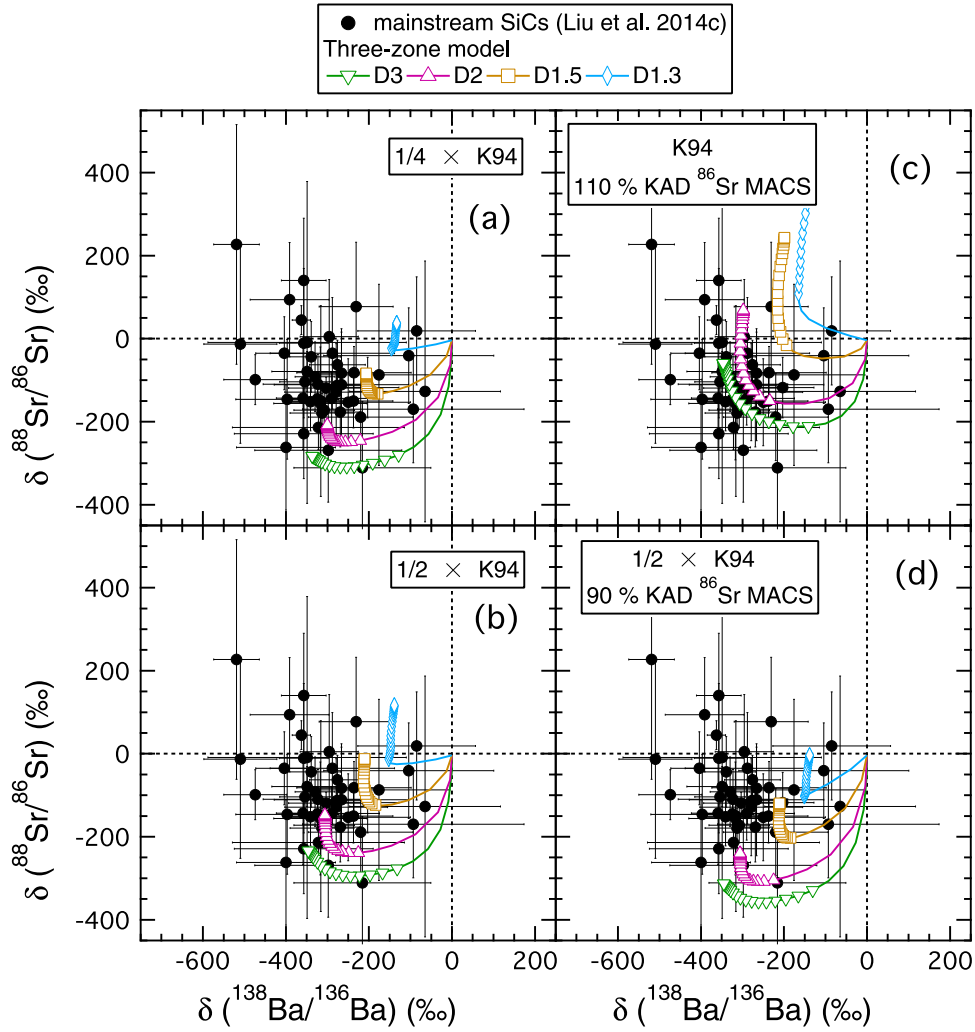 mainstream SiCs (Liu et al. 2014c)
Three-zone model
D3 D2 D1.5 D1.3
400
200
0
-200
-400
δ (⁸⁸Sr/⁸⁶Sr) (‰)
1/4 × K94
(a)
K94
110 % KAD ⁸⁶Sr MACS
(c)
400
200
0
-200
-400
δ (⁸⁸Sr/⁸⁶Sr) (‰)
1/2 × K94
(b)
1/2 × K94
90 % KAD ⁸⁶Sr MACS
(d)
-600 -400 -200 0
-600 -400 -200 0 200
δ (¹³⁸Ba/¹³⁶Ba) (‰)
δ (¹³⁸Ba/¹³⁶Ba) (‰)